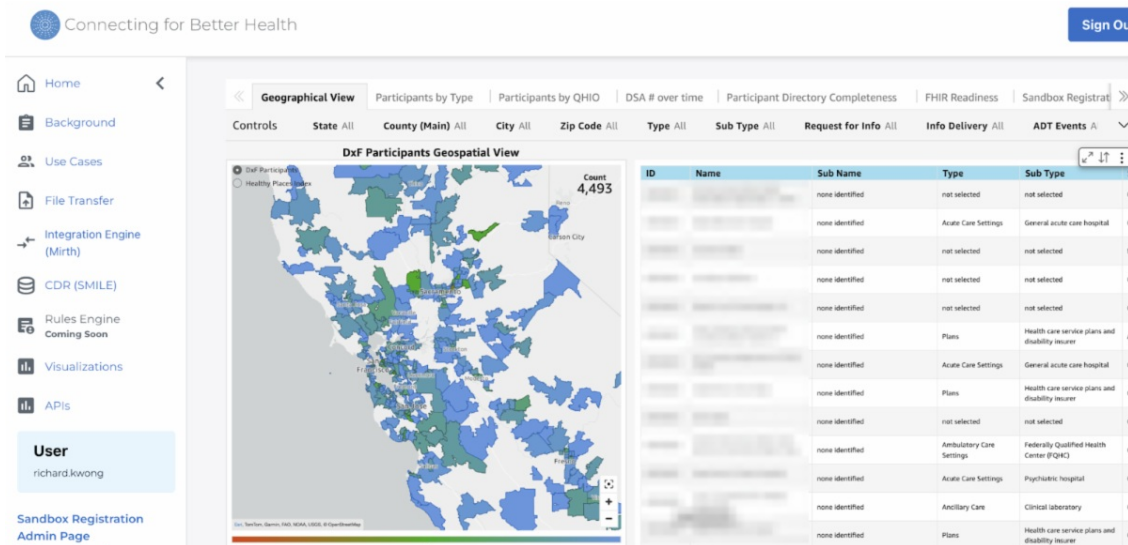 Connecting for Better Health
Sign Ou
Home
Background
Use Cases
File Transfer
Integration Engine
(Mirth)
CDR (SMILE)
Rules Engine
Coming Soon
Visualizations
APIs
User
richard.kwong
Sandbox Registration
Admin Page
Geographical View
Participants by Type
Participants by QHIO
DSA # over time
Participant Directory Completeness
FHIR Readiness
Sandbox Registrat
Controls
State All
County (Main) All
City All
Zip Code All
Type All
Sub Type All
Request for Info All
Info Delivery All
ADT Events A
DxF Participants Geospatial View
DxF Participants
Healthy Places Index
Count
4,493
Reno
Carson City
ID Name Sub Name Type Sub Type
none identified not selected not selected
none identified Acute Care Settings General acute care hospital
none identified not selected not selected
none identified not selected not selected
none identified not selected not selected
none identified Plans Health care service plans and
disability insurer
none identified Acute Care Settings General acute care hospital
none identified Plans Health care service plans and
disability insurer
none identified not selected not selected
none identified Ambulatory Care Settings Federally Qualified Health
Center (FQHC)
none identified Acute Care Settings Psychiatric hospital
none identified Ancillary Care Clinical laboratory
none identified Plans Health care service plans and
disability insurer